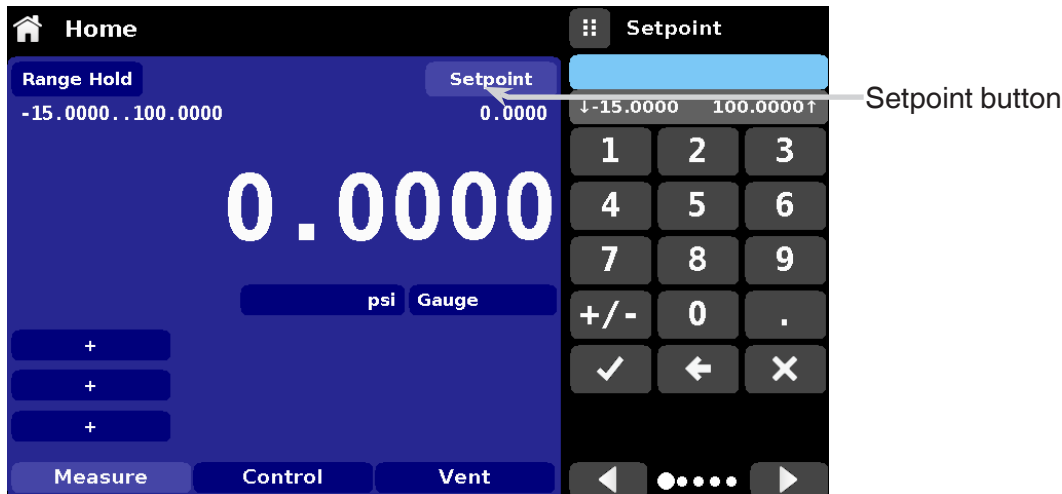 Home
Setpoint
Range Hold
Setpoint
-15.0000..100.0000
0.0000
↓-15.0000 100.0000↑
Setpoint button
0.0000
psi Gauge
1 2 3
4 5 6
7 8 9
+/- 0 .
✓ ← ✕
+
+
+
Measure Control Vent